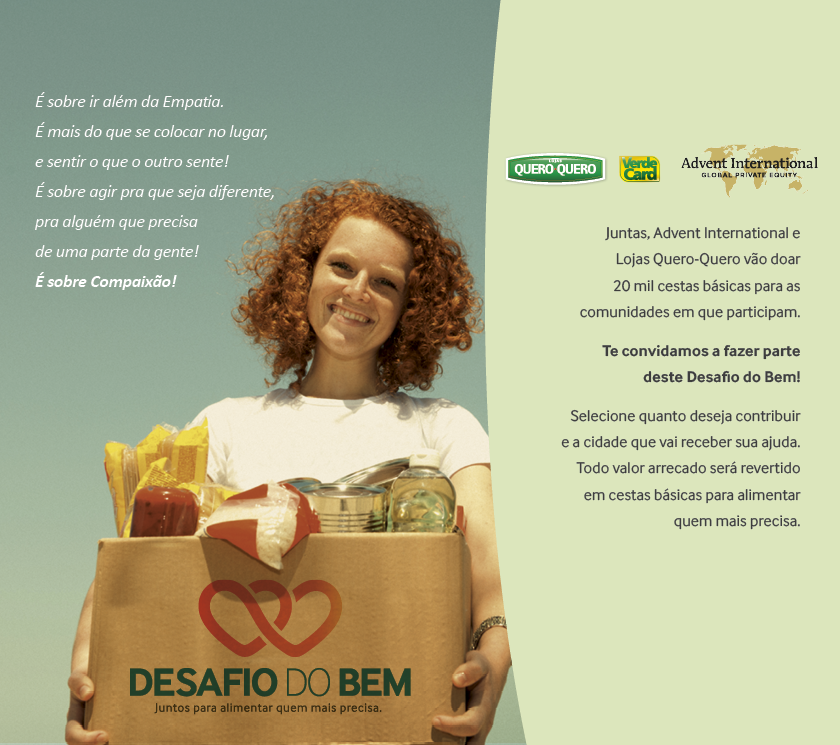 É sobre ir além da Empatia.
É mais do que se colocar no lugar,
e sentir o que o outro sente!
É sobre agir pra que seja diferente,
pra alguém que precisa
de uma parte da gente!
É sobre Compaixão!
DESAFIO DO BEM
Juntos para alimentar quem mais precisa.
LOJAS
QUERO QUERO
Verde
Card
Advent International
GLOBAL PRIVATE EQUITY
Juntas, Advent International e
Lojas Quero-Quero vão doar
20 mil cestas básicas para as
comunidades em que participam.
Te convidamos a fazer parte
deste Desafio do Bem!
Selecione quanto deseja contribuir
e a cidade que vai receber sua ajuda.
Todo valor arrecado será revertido
em cestas básicas para alimentar
quem mais precisa.